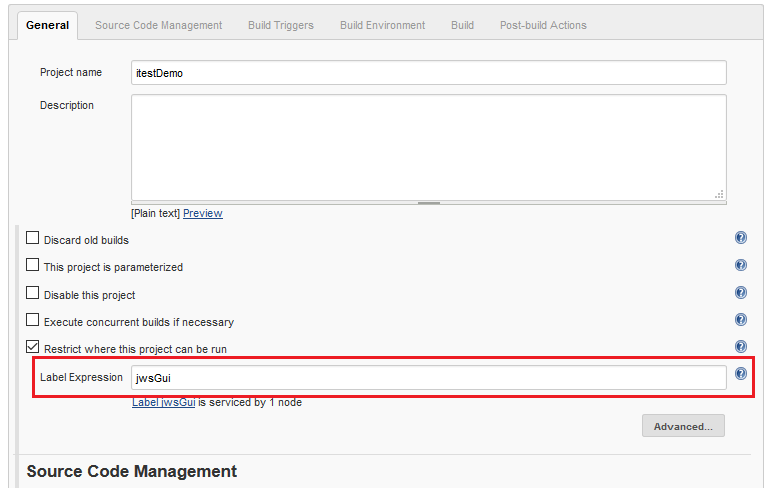 General Source Code Management Build Triggers Build Environment Build Post-build Actions
Project name itestDemo
Description
[Plain text] Preview
Discard old builds
This project is parameterized
Disable this project
Execute concurrent builds if necessary
Restrict where this project can be run
Label Expression jwsGui
Label jwsGui is serviced by 1 node
Advanced...
Source Code Management